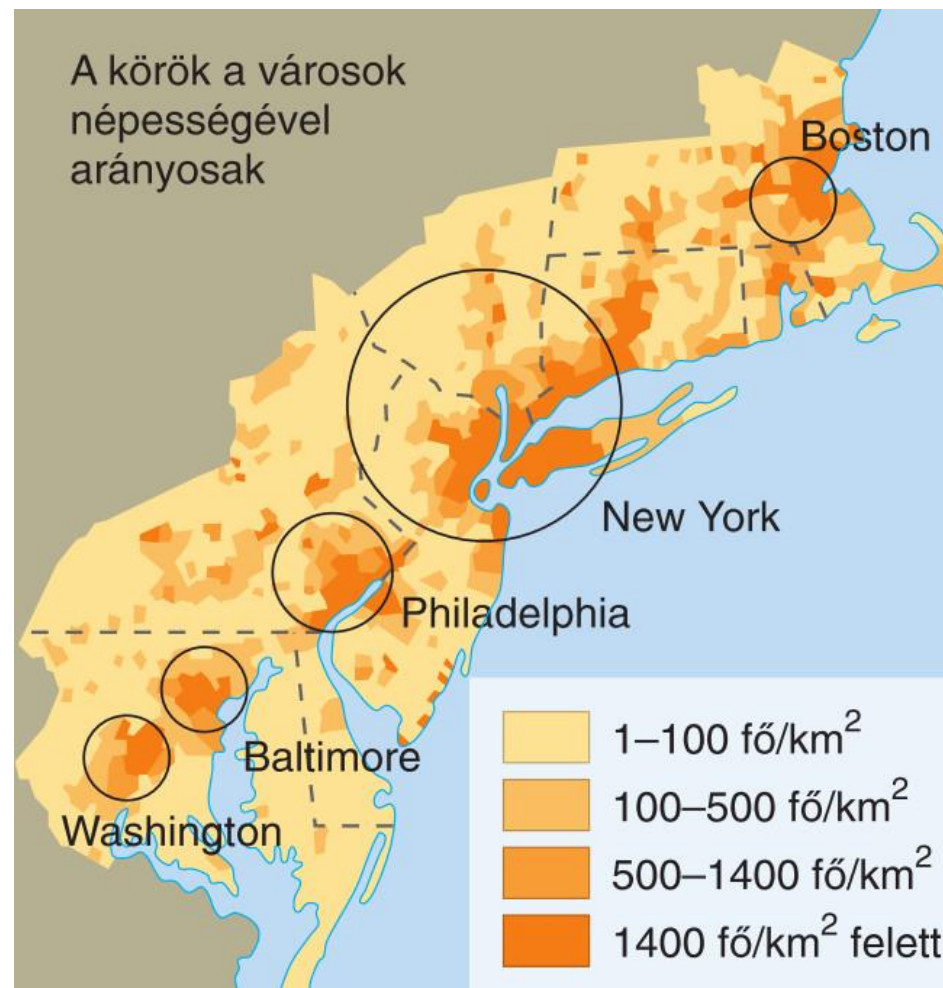 A körök a városok
népességével
arányosak
Boston
New York
Philadelphia
Baltimore
Washington
1–100 fő/km²
100–500 fő/km²
500–1400 fő/km²
1400 fő/km² felett